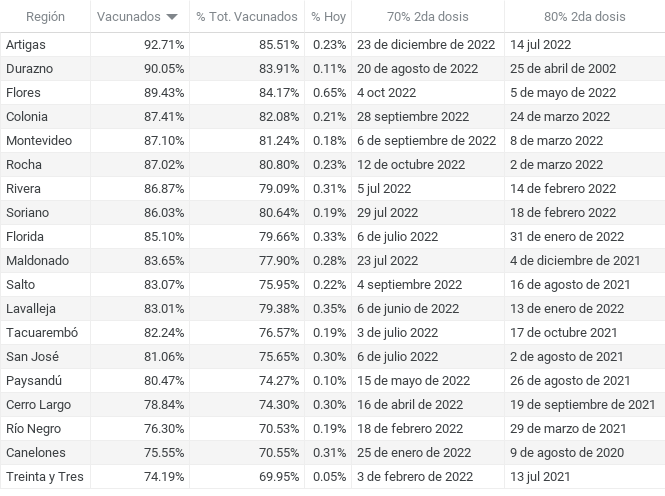 Región Vacunados % Tot. Vacunados % Hoy 70% 2da dosis 80% 2da dosis
Artigas 92.71% 85.51% 0.23% 23 de diciembre de 2022 14 jul 2022
Durazno 90.05% 83.91% 0.11% 20 de agosto de 2022 25 de abril de 2002
Flores 89.43% 84.17% 0.65% 4 oct 2022 5 de mayo de 2022
Colonia 87.41% 82.08% 0.21% 28 septiembre 2022 24 de marzo 2022
Montevideo 87.10% 81.24% 0.18% 6 de septiembre de 2022 8 de marzo 2022
Rocha 87.02% 80.80% 0.23% 12 de octubre 2022 2 de marzo 2022
Rivera 86.87% 79.09% 0.31% 5 jul 2022 14 de febrero 2022
Soriano 86.03% 80.64% 0.19% 29 jul 2022 18 de febrero 2022
Florida 85.10% 79.66% 0.33% 6 de julio 2022 31 de enero de 2022
Maldonado 83.65% 77.90% 0.28% 23 jul 2022 4 de diciembre de 2021
Salto 83.07% 75.95% 0.22% 4 septiembre 2022 16 de agosto de 2021
Lavalleja 83.01% 79.38% 0.35% 6 de junio de 2022 13 de enero de 2022
Tacuarembó 82.24% 76.57% 0.19% 3 de julio 2022 17 de octubre 2021
San José 81.06% 75.65% 0.30% 6 de julio 2022 2 de agosto de 2021
Paysandú 80.47% 74.27% 0.10% 15 de mayo de 2022 26 de agosto de 2021
Cerro Largo 78.84% 74.30% 0.30% 16 de abril de 2022 19 de septiembre de 2021
Río Negro 76.30% 70.53% 0.19% 18 de febrero 2022 29 de marzo de 2021
Canelones 75.55% 70.55% 0.31% 25 de enero de 2022 9 de agosto de 2020
Treinta y Tres 74.19% 69.95% 0.05% 3 de febrero de 2022 13 jul 2021